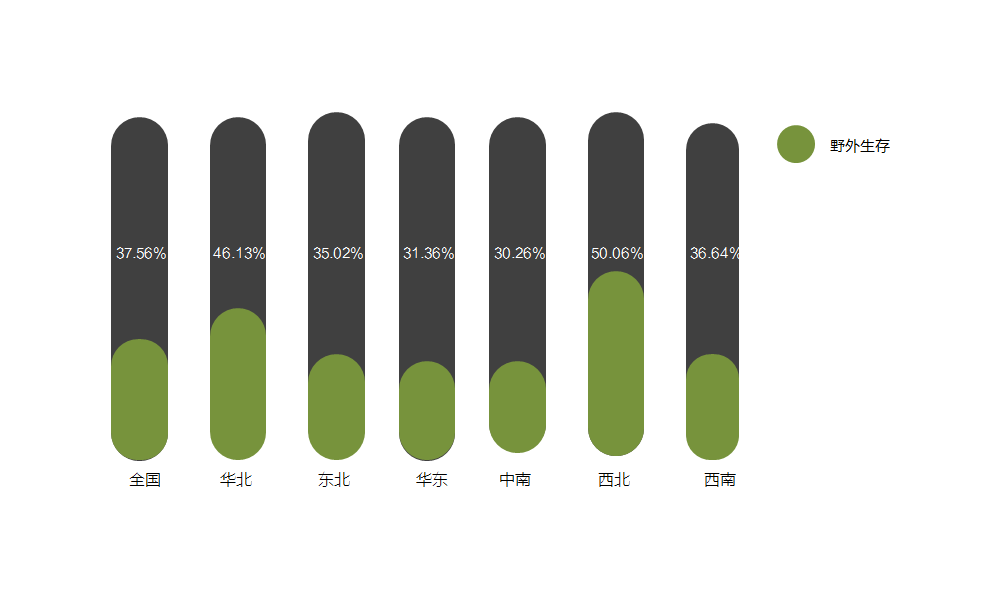 野外生存
37.56%
46.13%
35.02%
31.36%
30.26%
50.06%
36.64%
全国
华北
东北
华东
中南
西北
西南